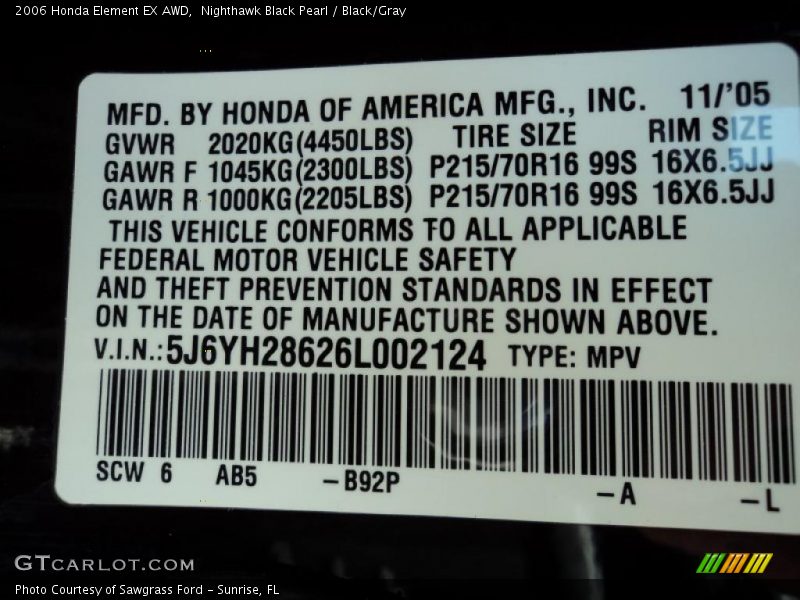 2006 Honda Element EX AWD,  Nighthawk Black Pearl / Black/Gray
MFD. BY HONDA OF AMERICA MFG., INC. 11/'05
GVWR 2020KG(4450LBS) TIRE SIZE RIM SIZE
GAWR F 1045KG(2300LBS) P215/70R16 99S 16X6.5JJ
GAWR R 1000KG(2205LBS) P215/70R16 99S 16X6.5JJ
THIS VEHICLE CONFORMS TO ALL APPLICABLE
FEDERAL MOTOR VEHICLE SAFETY
AND THEFT PREVENTION STANDARDS IN EFFECT
ON THE DATE OF MANUFACTURE SHOWN ABOVE.
V.I.N.:5J6YH28626L002124 TYPE: MPV
SCW 6 AB5 -B92P -A -L
GTCARLOT.COM
Photo Courtesy of Sawgrass Ford - Sunrise, FL